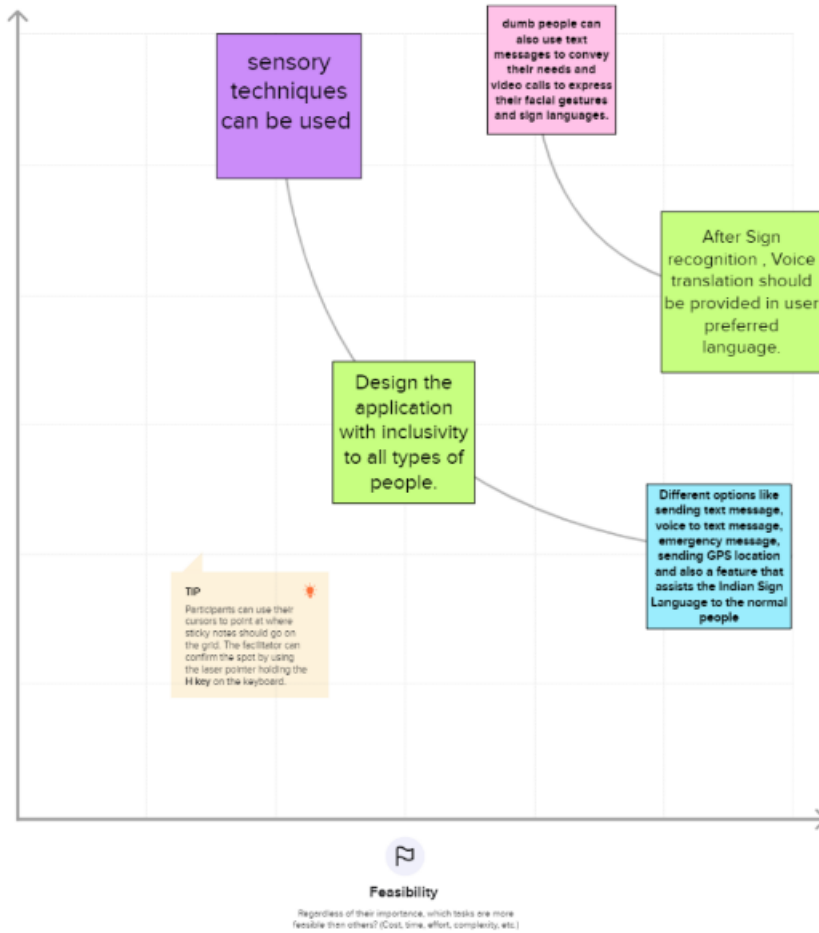 sensory
techniques
can be used
dumb people can
also use text
messages to convey
their needs and
video calls to express
their facial gestures
and sign languages.
After Sign
recognition , Voice
translation should
be provided in user
preferred
language.
Design the
application
with inclusivity
to all types of
people.
Different options like
sending text message,
voice to text message,
emergency message,
sending GPS location
and also a feature that
assists the Indian Sign
Language to the normal
people
TIP
Participants can use their
cursors to point at where
sticky notes should go on
the grid. The facilitator can
confirm the spot by using
the laser pointer holding the
H key on the keyboard.
Feasibility
Regardless of their importance, which tasks are more
feasible than others? (Cost, time, effort, complexity, etc.)